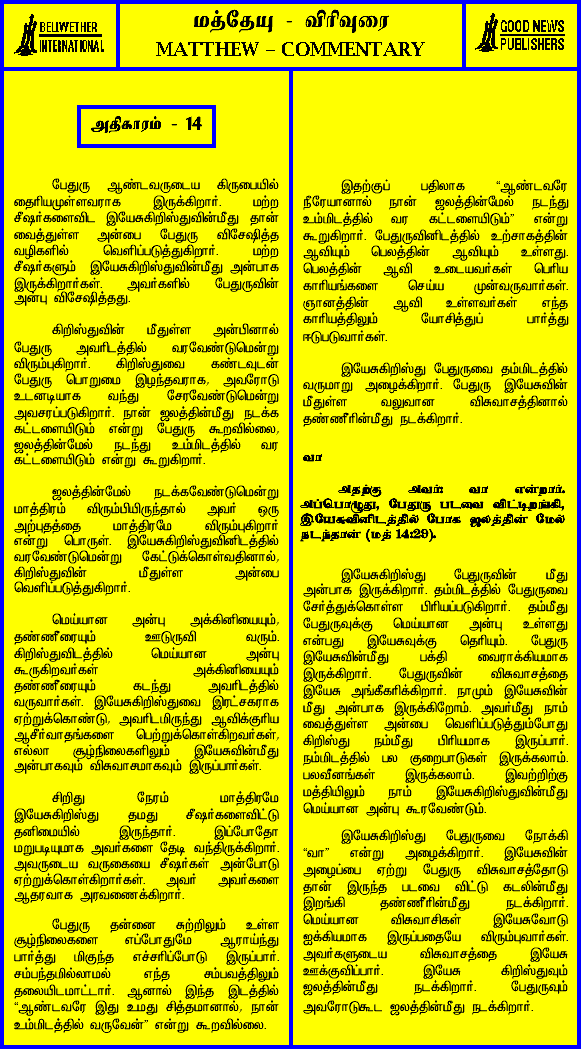 BELLWETHER
INTERNATIONAL
மத்தேயு - விரிவுரை
MATTHEW – COMMENTARY
GOOD NEWS
PUBLISHERS
அதிகாரம் - 14
பேதுரு ஆண்டவருடைய கிருபையில்
தைரியமுள்ளவராக இருக்கிறார். மற்ற
சீஷர்களைவிட இயேசுகிறிஸ்துவின்மீது தான்
வைத்துள்ள அன்பை பேதுரு விசேஷித்த
வழிகளில் வெளிப்படுத்துகிறார். மற்ற
சீஷர்களும் இயேசுகிறிஸ்துவின்மீது அன்பாக
இருக்கிறார்கள். அவர்களில் பேதுருவின்
அன்பு விசேஷித்தது.
கிறிஸ்துவின் மீதுள்ள அன்பினால்
பேதுரு அவரிடத்தில் வரவேண்டுமென்று
விரும்புகிறார். கிறிஸ்துவை கண்டவுடன்
பேதுரு பொறுமை இழந்தவராக, அவரோடு
உடனடியாக வந்து சேரவேண்டுமென்று
அவசரப்படுகிறார். நான் ஜலத்தின்மீது நடக்க
கட்டளையிடும் என்று பேதுரு கூறவில்லை,
ஜலத்தின்மேல் நடந்து உம்மிடத்தில் வர
கட்டளையிடும் என்று கூறுகிறார்.
ஜலத்தின்மேல் நடக்கவேண்டுமென்று
மாத்திரம் விரும்பியிருந்தால் அவர் ஒரு
அற்புதத்தை மாத்திரமே விரும்புகிறார்
என்று பொருள். இயேசுகிறிஸ்துவினிடத்தில்
வரவேண்டுமென்று கேட்டுக்கொள்வதினால்,
கிறிஸ்துவின் மீதுள்ள அன்பை
வெளிப்படுத்துகிறார்.
மெய்யான அன்பு அக்கினியையும்,
தண்ணீரையும் ஊடுருவி வரும்.
கிறிஸ்துவிடத்தில் மெய்யான அன்பு
கூருகிறவர்கள் அக்கினியையும்
தண்ணீரையும் கடந்து அவரிடத்தில்
வருவார்கள். இயேசுகிறிஸ்துவை இரட்சகராக
ஏற்றுக்கொண்டு, அவரிடமிருந்து ஆவிக்குரிய
ஆசீர்வாதங்களை பெற்றுக்கொள்கிறவர்கள்,
எல்லா சூழ்நிலைகளிலும் இயேசுவின்மீது
அன்பாகவும் விசுவாசமாகவும் இருப்பார்கள்.
சிறிது நேரம் மாத்திரமே
இயேசுகிறிஸ்து தமது சீஷர்களைவிட்டு
தனிமையில் இருந்தார். இப்போதோ
மறுபடியுமாக அவர்களை தேடி வந்திருக்கிறார்.
அவருடைய வருகையை சீஷர்கள் அன்போடு
ஏற்றுக்கொள்கிறார்கள். அவர் அவர்களை
ஆதரவாக அரவணைக்கிறார்.
பேதுரு தன்னை சுற்றிலும் உள்ள
சூழ்நிலைகளை எப்போதுமே ஆராய்ந்து
பார்த்து மிகுந்த எச்சரிப்போடு இருப்பார்.
சம்பந்தமில்லாமல் எந்த சம்பவத்திலும்
தலையிடமாட்டார். ஆனால் இந்த இடத்தில்
“ஆண்டவரே இது உமது சித்தமானால், நான்
உம்மிடத்தில் வருவேன்” என்று கூறவில்லை.
இதற்குப் பதிலாக “ஆண்டவரே
நீரேயானால் நான் ஜலத்தின்மேல் நடந்து
உம்மிடத்தில் வர கட்டளையிடும்” என்று
கூறுகிறார். பேதுருவினிடத்தில் உற்சாகத்தின்
ஆவியும் பெலத்தின் ஆவியும் உள்ளது.
பெலத்தின் ஆவி உடையவர்கள் பெரிய
காரியங்களை செய்ய முன்வருவார்கள்.
ஞானத்தின் ஆவி உள்ளவர்கள் எந்த
காரியத்திலும் யோசித்துப் பார்த்து
ஈடுபடுவார்கள்.
இயேசுகிறிஸ்து பேதுருவை தம்மிடத்தில்
வருமாறு அழைக்கிறார். பேதுரு இயேசுவின்
மீதுள்ள வலுவான விசுவாசத்தினால்
தண்ணீரின்மீது நடக்கிறார்.
வா
அதற்கு அவர்: வா என்றார்.
அப்பொழுது, பேதுரு படவை விட்டிறங்கி,
இயேசுவினிடத்தில் போக ஜலத்தின் மேல்
நடந்தான் (மத் 14:29).
இயேசுகிறிஸ்து பேதுருவின் மீது
அன்பாக இருக்கிறார். தம்மிடத்தில் பேதுருவை
சேர்த்துக்கொள்ள பிரியப்படுகிறார். தம்மீது
பேதுருவுக்கு மெய்யான அன்பு உள்ளது
என்பது இயேசுவுக்கு தெரியும். பேதுரு
இயேசுவின்மீது பக்தி வைராக்கியமாக
இருக்கிறார். பேதுருவின் விசுவாசத்தை
இயேசு அங்கீகரிக்கிறார். நாமும் இயேசுவின்
மீது அன்பாக இருக்கிறோம். அவர்மீது நாம்
வைத்துள்ள அன்பை வெளிப்படுத்தும்போது
கிறிஸ்து நம்மீது பிரியமாக இருப்பார்.
நம்மிடத்தில் பல குறைபாடுகள் இருக்கலாம்.
பலவீனங்கள் இருக்கலாம். இவற்றிற்கு
மத்தியிலும் நாம் இயேசுகிறிஸ்துவின்மீது
மெய்யான அன்பு கூரவேண்டும்.
இயேசுகிறிஸ்து பேதுருவை நோக்கி
“வா” என்று அழைக்கிறார். இயேசுவின்
அழைப்பை ஏற்று பேதுரு விசுவாசத்தோடு
தான் இருந்த படவை விட்டு கடலின்மீது
இறங்கி தண்ணீரின்மீது நடக்கிறார்.
மெய்யான விசுவாசிகள் இயேசுவோடு
ஐக்கியமாக இருப்பதையே விரும்புவார்கள்.
அவர்களுடைய விசுவாசத்தை இயேசு
ஊக்குவிப்பார். இயேசு கிறிஸ்துவும்
ஜலத்தின்மீது நடக்கிறார். பேதுருவும்
அவரோடுகூட ஜலத்தின்மீது நடக்கிறார்.